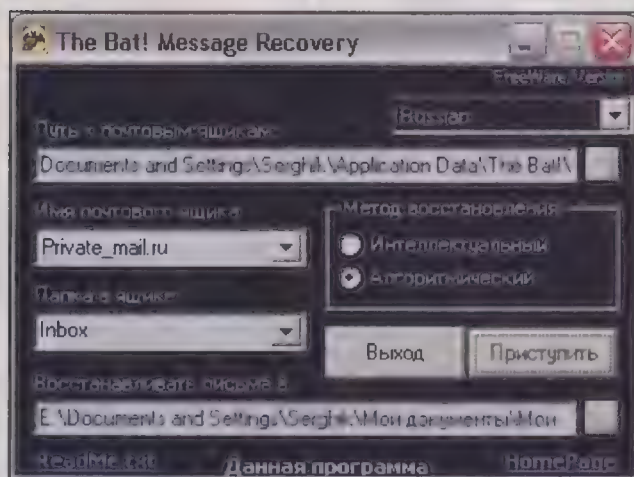 The Bat! Message Recovery
FreeWare Version
Russian
Путь к почтовым ящикам:
Documents and Settings\Serghik\Application Data\The Bat!\
Имя почтового ящика
Private_mail.ru
Метод восстановления
Интеллектуальный
Алгоритмический
Папка в ящике
Inbox
Выход
Приступить
Восстанавливать письма в
E:\Documents and Settings\Serghik\Мои документы\Мои
ReadMe.txt
Данная программа
HomePage